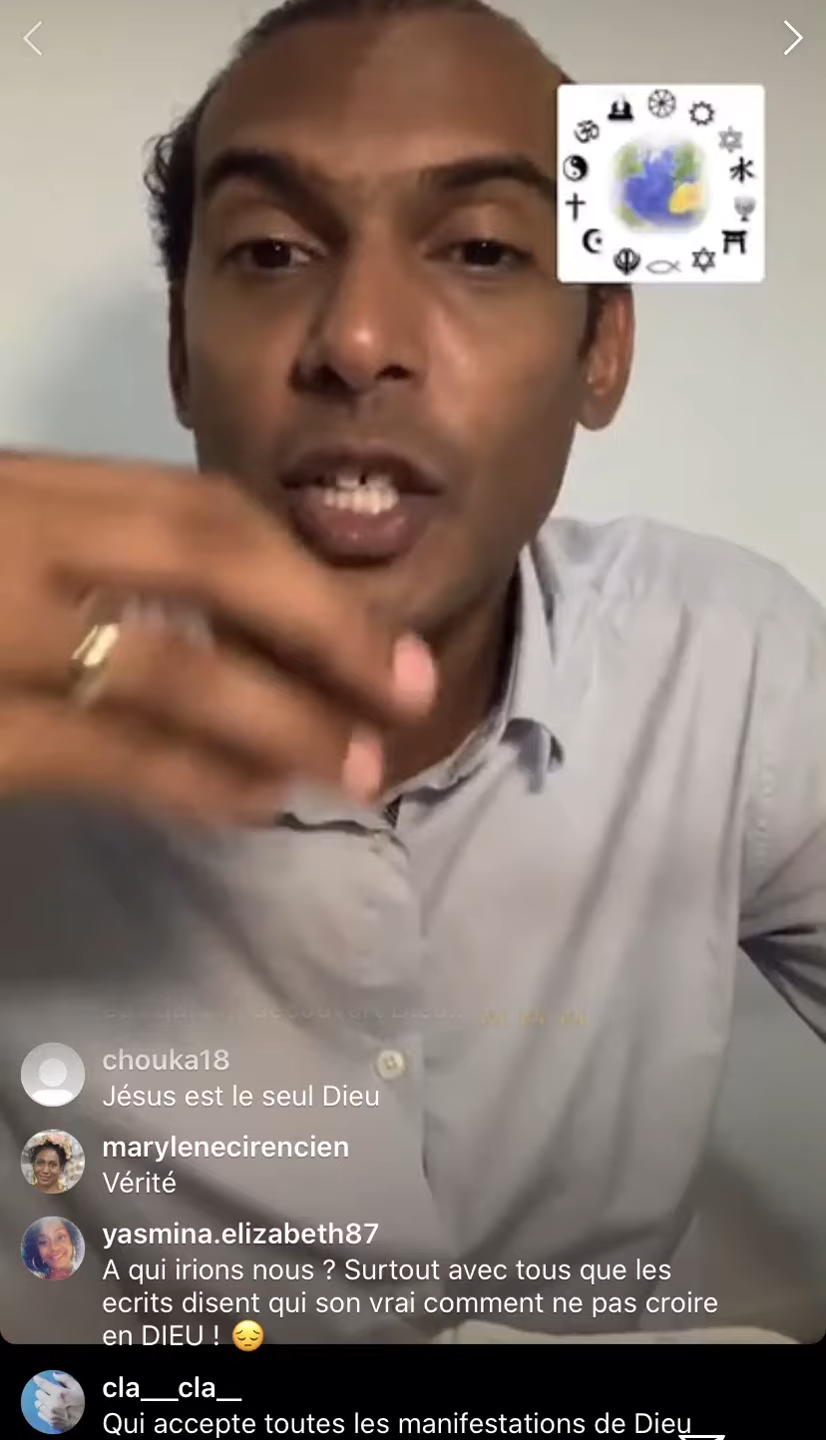 chouka18
Jésus est le seul Dieu
marylenecirencien
Vérité
yasmina.elizabeth87
A qui irions nous ? Surtout avec tous que les
ecrits disent qui son vrai comment ne pas croire
en DIEU ! 😔
cla___cla__
Qui accepte toutes les manifestations de Dieu